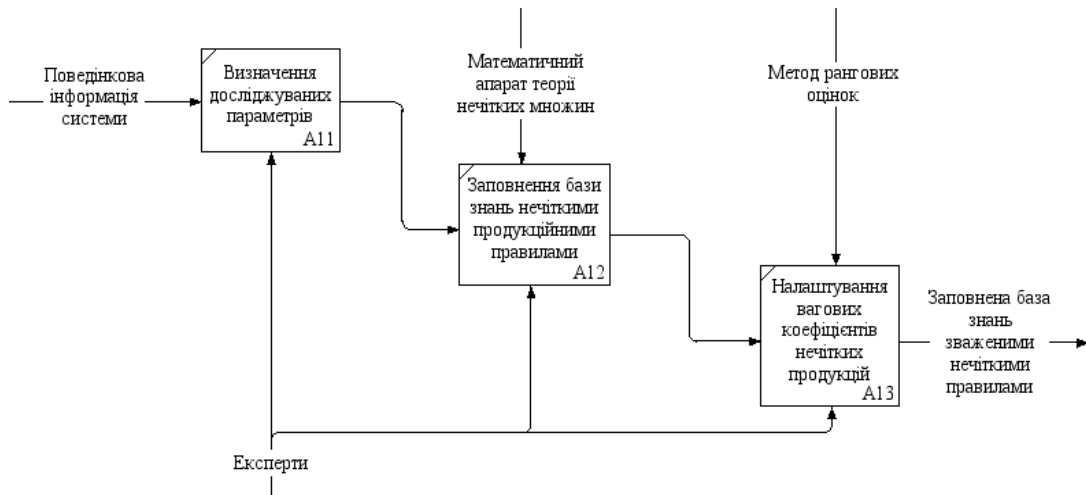 Поведінкова
інформація
системи
Визначення
досліджуваних
параметрів
A11
Математичний
апарат теорії
нечітких множин
Метод рангових
оцінок
Заповнення бази
знань нечіткими
продукційними
правилами
A12
Налаштування
вагових
коефіцієнтів
нечітких
продукцій
A13
Заповнена база
знань
зваженими
нечіткими
правилами
Експерти